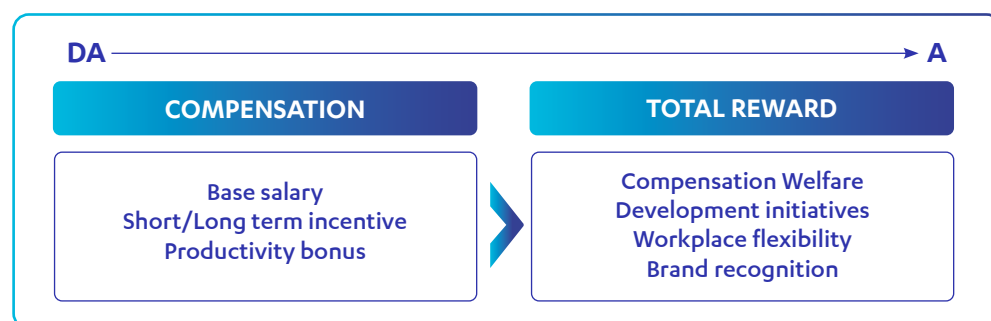 DA A
COMPENSATION
Base salary
Short/Long term incentive
Productivity bonus
TOTAL REWARD
Compensation Welfare
Development initiatives
Workplace flexibility
Brand recognition